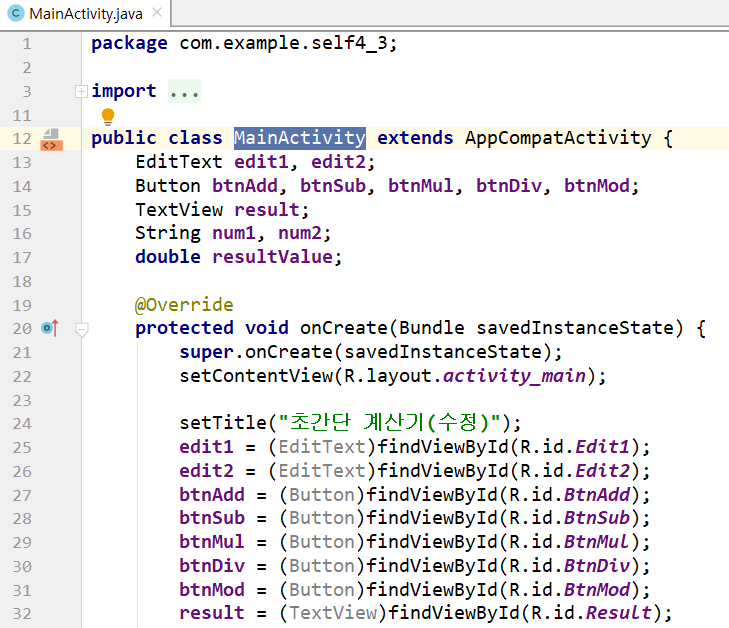 MainActivity.java
1 package com.example.self4_3;
2
3 import ...
11
12 public class MainActivity extends AppCompatActivity {
13 EditText edit1, edit2;
14 Button btnAdd, btnSub, btnMul, btnDiv, btnMod;
15 TextView result;
16 String num1, num2;
17 double resultValue;
18
19 @Override
20 protected void onCreate(Bundle savedInstanceState) {
21 super.onCreate(savedInstanceState);
22 setContentView(R.layout.activity_main);
23
24 setTitle("초간단 계산기(수정)");
25 edit1 = (EditText)findViewById(R.id.Edit1);
26 edit2 = (EditText)findViewById(R.id.Edit2);
27 btnAdd = (Button)findViewById(R.id.BtnAdd);
28 btnSub = (Button)findViewById(R.id.BtnSub);
29 btnMul = (Button)findViewById(R.id.BtnMul);
30 btnDiv = (Button)findViewById(R.id.BtnDiv);
31 btnMod = (Button)findViewById(R.id.BtnMod);
32 result = (TextView)findViewById(R.id.Result);